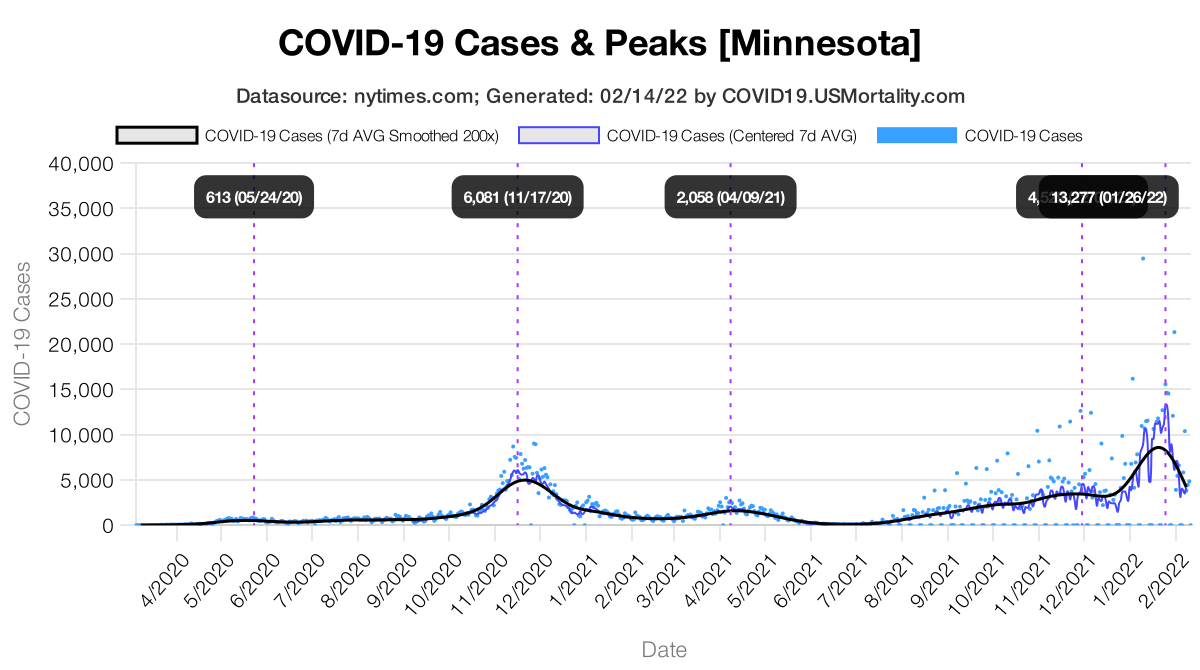 COVID-19 Cases & Peaks [Minnesota]
Datasource: nytimes.com; Generated: 02/14/22 by COVID19.USMortality.com
COVID-19 Cases (7d AVG Smoothed 200x) COVID-19 Cases (Centered 7d AVG) COVID-19 Cases
40,000
613 (05/24/20) 6,081 (11/17/20) 2,058 (04/09/21) 13,277 (01/26/22)
35,000
30,000
25,000
20,000
15,000
10,000
5,000
0
COVID-19 Cases
4/2020 5/2020 6/2020 7/2020 8/2020 9/2020 10/2020 11/2020 12/2020 1/2021 2/2021 3/2021 4/2021 5/2021 6/2021 7/2021 8/2021 9/2021 10/2021 11/2021 12/2021 1/2022 2/2022
Date